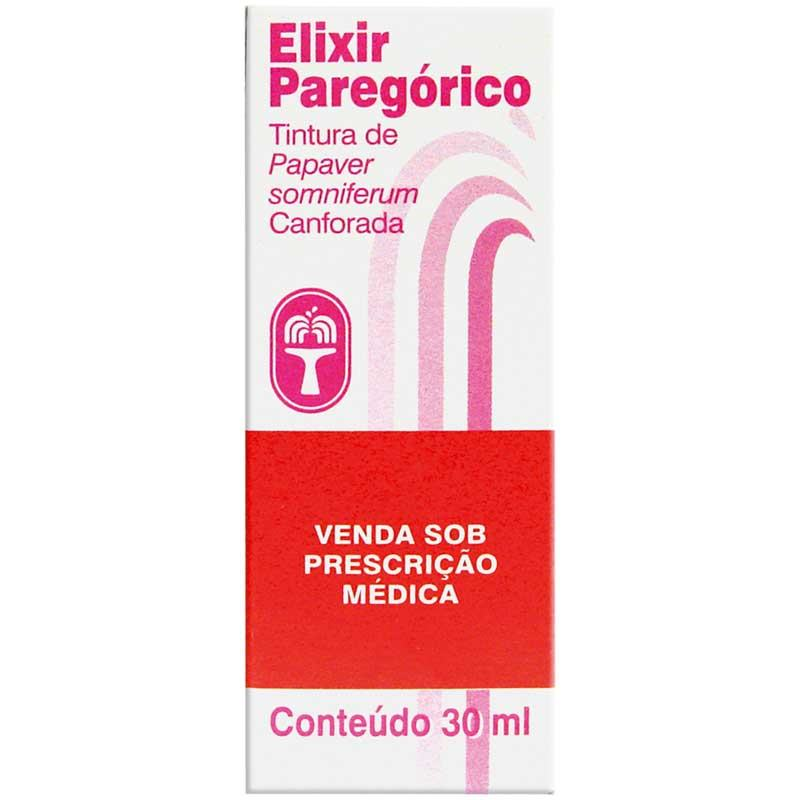 Elixir
Paregórico
Tintura de
Papaver
somniferum
Canforada
VENDA SOB
PRESCRIÇÃO
MÉDICA
Conteúdo 30 ml